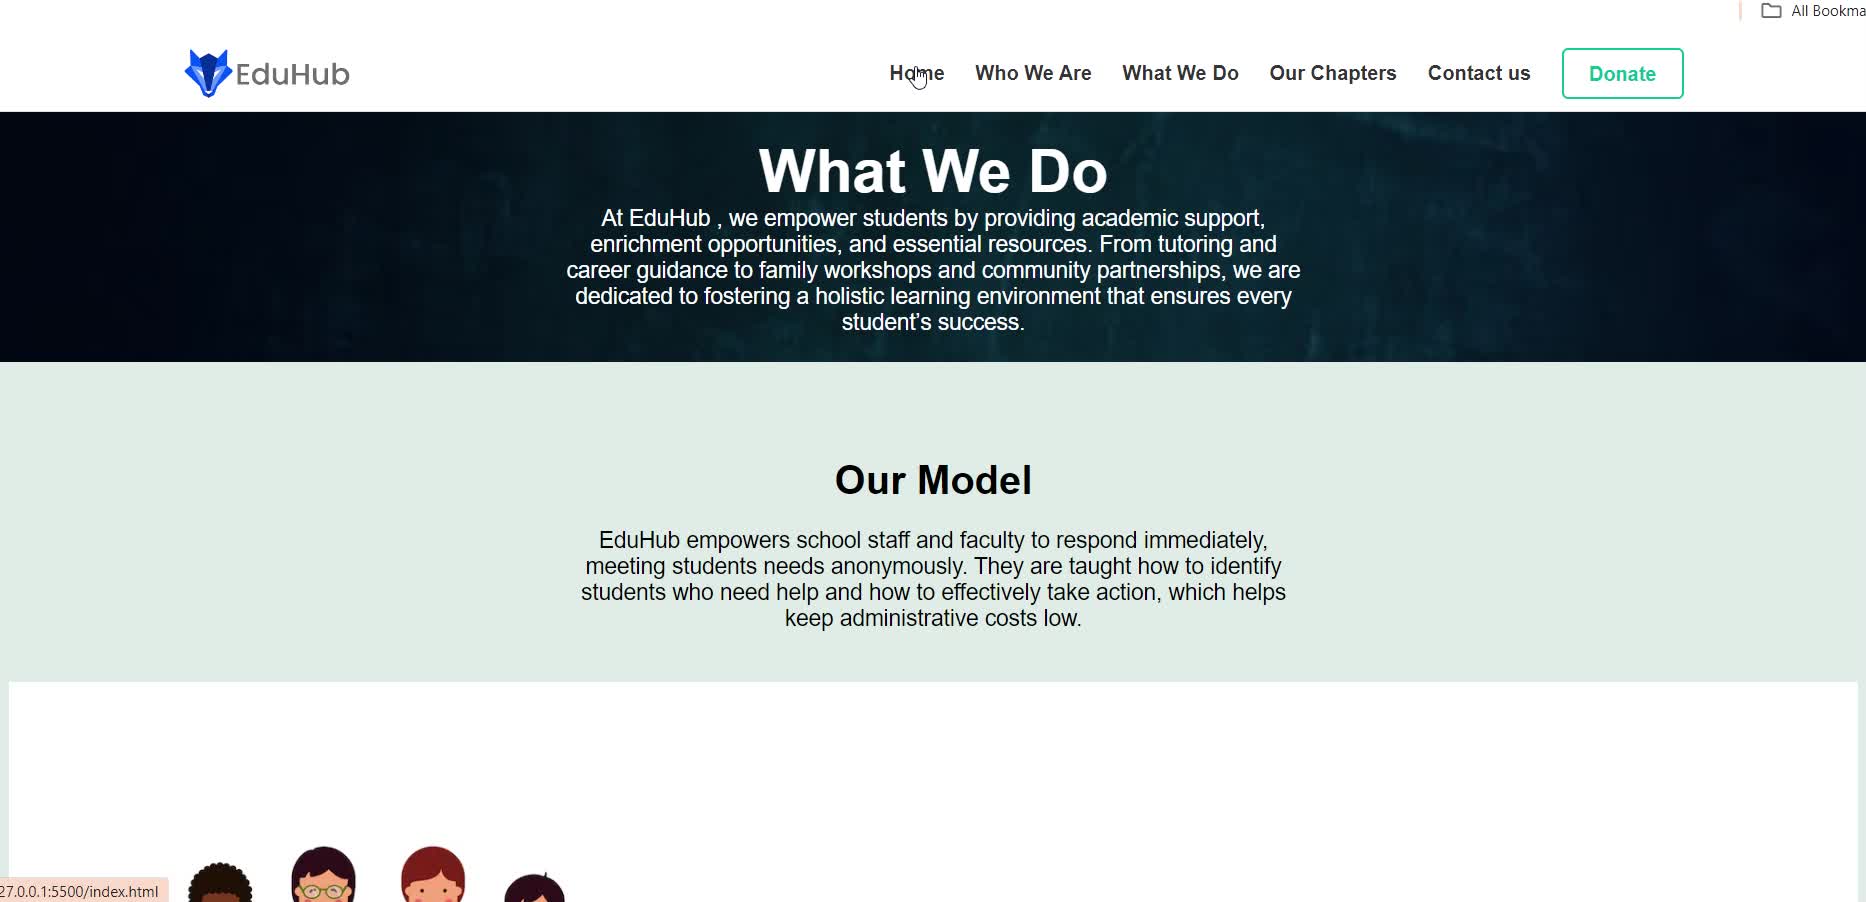 All Bookma
EduHub
Home Who We Are What We Do Our Chapters Contact us Donate
What We Do
At EduHub , we empower students by providing academic support,
enrichment opportunities, and essential resources. From tutoring and
career guidance to family workshops and community partnerships, we are
dedicated to fostering a holistic learning environment that ensures every
student’s success.
Our Model
EduHub empowers school staff and faculty to respond immediately,
meeting students needs anonymously. They are taught how to identify
students who need help and how to effectively take action, which helps
keep administrative costs low.
27.0.0.1:5500/index.html